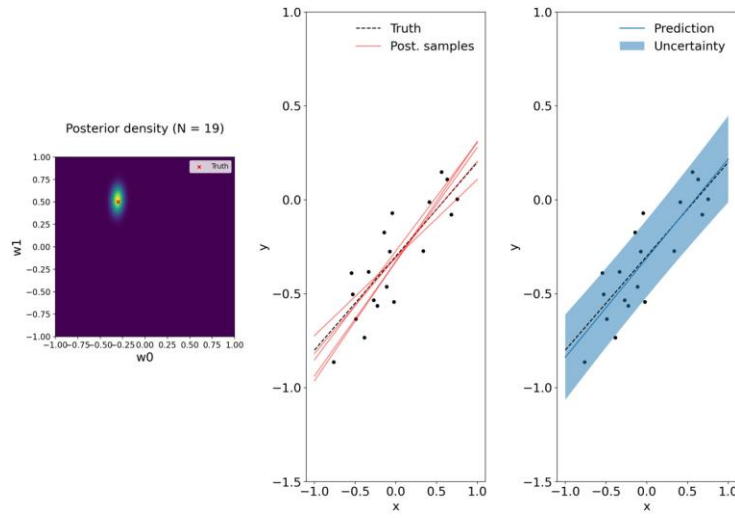 Posterior density (N = 19)
Truth
1.00
0.75
0.50
0.25
0.00
−0.25
−0.50
−0.75
−1.00
w1
−1.00−0.75−0.50−0.25 0.00 0.25 0.50 0.75 1.00
w0
Truth
Post. samples
1.0
0.5
0.0
−0.5
−1.0
−1.5
y
−1.0 −0.5 0.0 0.5 1.0
x
Prediction
Uncertainty
1.0
0.5
0.0
−0.5
−1.0
−1.5
y
−1.0 −0.5 0.0 0.5 1.0
x